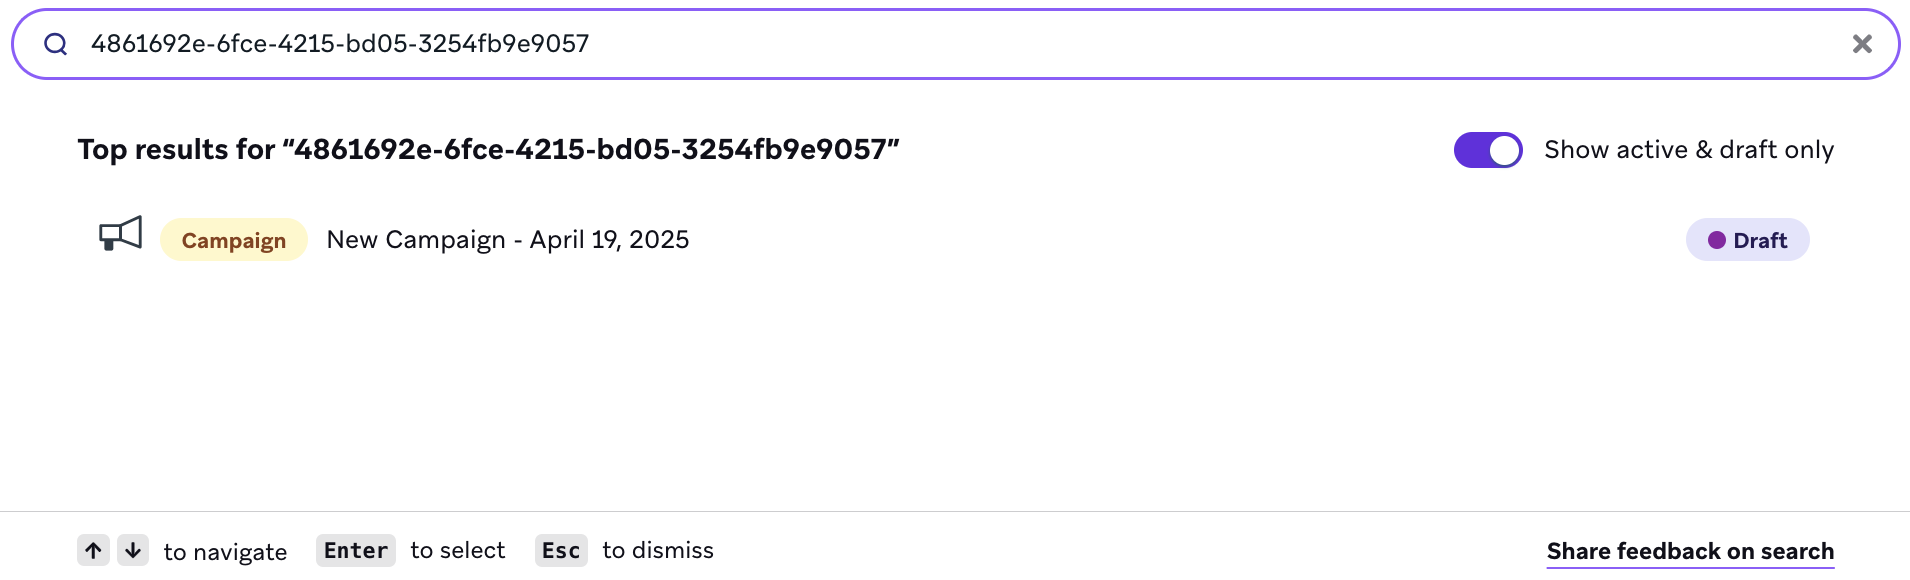 4861692e-6fce-4215-bd05-3254fb9e9057
Top results for “4861692e-6fce-4215-bd05-3254fb9e9057”
Show active & draft only
Campaign New Campaign - April 19, 2025 Draft
↑ ↓ to navigate Enter to select Esc to dismiss
Share feedback on search